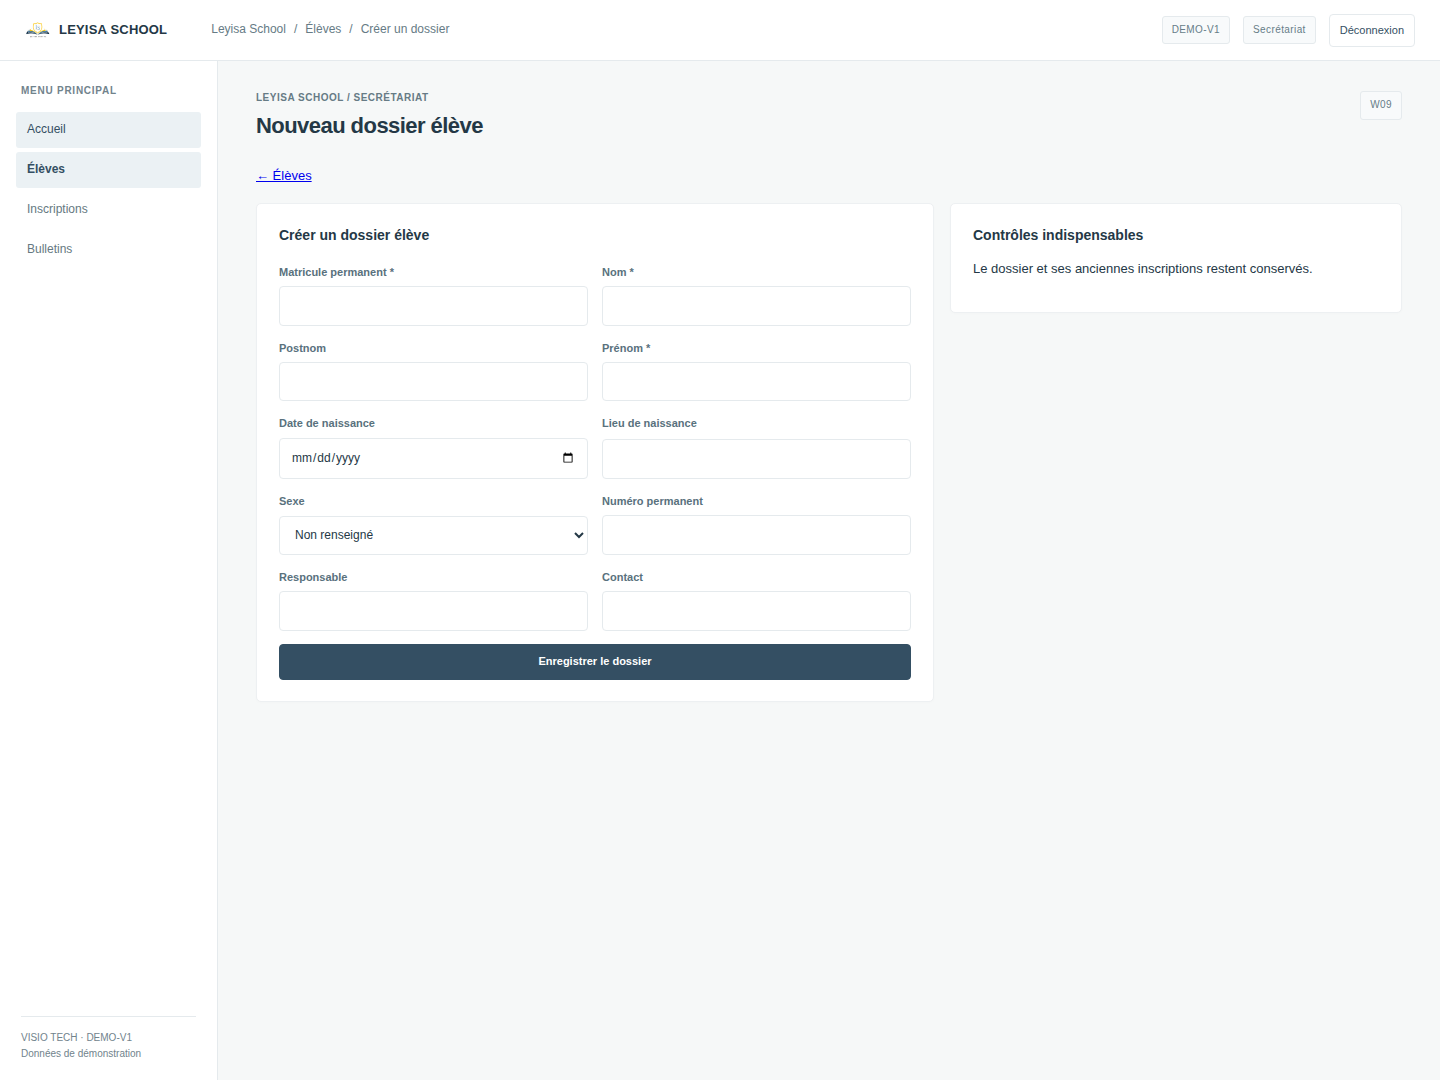 LEYISA SCHOOL
Leyisa School / Élèves / Créer un dossier
DEMO-V1
Secrétariat
Déconnexion
MENU PRINCIPAL
Accueil
Élèves
Inscriptions
Bulletins
VISIO TECH · DEMO-V1
Données de démonstration
LEYISA SCHOOL / SECRÉTARIAT
Nouveau dossier élève
W09
← Élèves
Créer un dossier élève
Matricule permanent *
Nom *
Postnom
Prénom *
Date de naissance
Lieu de naissance
mm/dd/yyyy
Sexe
Numéro permanent
Non renseigné
Responsable
Contact
Enregistrer le dossier
Contrôles indispensables
Le dossier et ses anciennes inscriptions restent conservés.